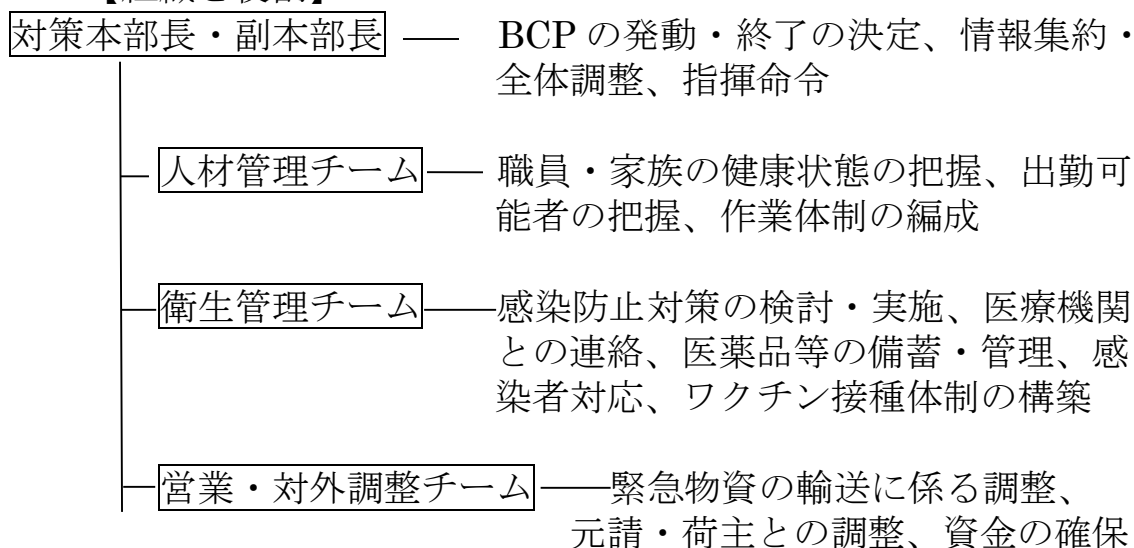 対策本部長・副本部長 BCP の発動・終了の決定、情報集約・
全体調整、指揮命令
人材管理チーム 職員・家族の健康状態の把握、出勤可
能者の把握、作業体制の編成
衛生管理チーム 感染防止対策の検討・実施、医療機関
との連絡、医薬品等の備蓄・管理、感
染者対応、ワクチン接種体制の構築
営業・対外調整チーム 緊急物資の輸送に係る調整、
元請・荷主との調整、資金の確保